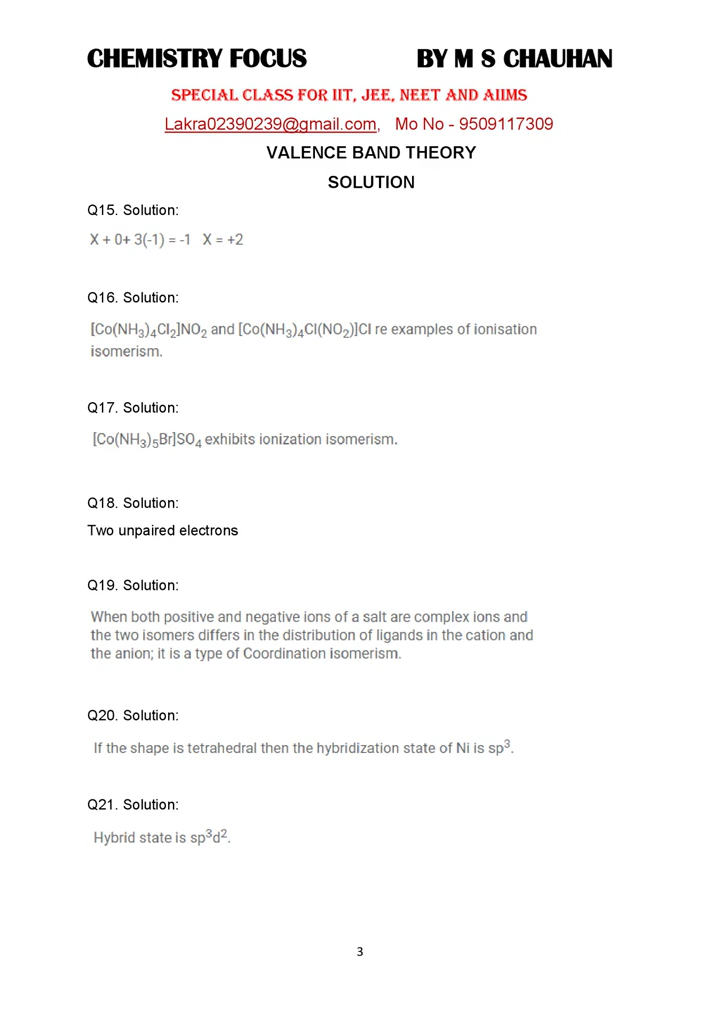 CHEMISTRY FOCUS BY M S CHAUHAN
SPECIAL CLASS FOR IIT, JEE, NEET AND AIIMS
Lakra02390239@gmail.com, Mo No - 9509117309
VALENCE BAND THEORY
SOLUTION
Q15. Solution:
X + 0+ 3(-1) = -1 X = +2
Q16. Solution:
[Co(NH₃)₄Cl₂]NO₂ and [Co(NH₃)₄Cl(NO₂)]Cl re examples of ionisation
isomerism.
Q17. Solution:
[Co(NH₃)₅Br]SO₄ exhibits ionization isomerism.
Q18. Solution:
Two unpaired electrons
Q19. Solution:
When both positive and negative ions of a salt are complex ions and
the two isomers differs in the distribution of ligands in the cation and
the anion; it is a type of Coordination isomerism.
Q20. Solution:
If the shape is tetrahedral then the hybridization state of Ni is sp³.
Q21. Solution:
Hybrid state is sp³d².
3